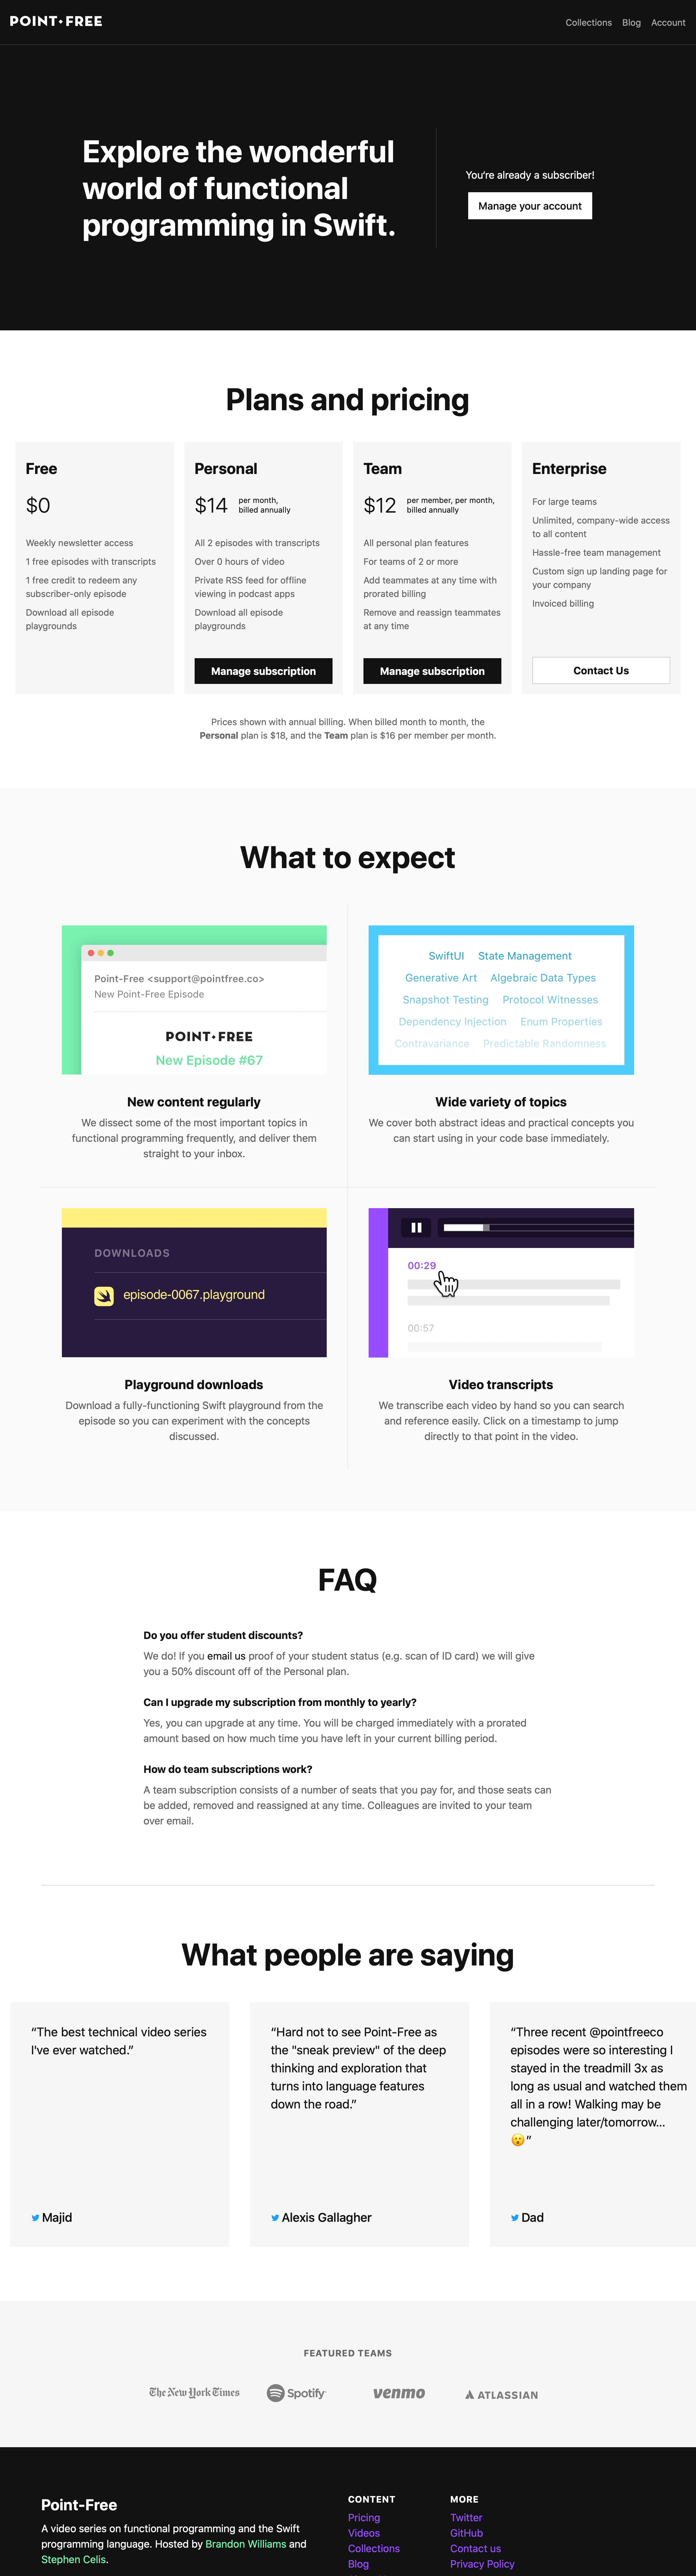 POINT•FREE
Collections Blog Account
Explore the wonderful
world of functional
programming in Swift.
You're already a subscriber!
Manage your account
Plans and pricing
Free
$0
Weekly newsletter access
1 free episodes with transcripts
1 free credit to redeem any
subscriber-only episode
Download all episode
playgrounds
Personal
$14
per month,
billed annually
All 2 episodes with transcripts
Over 0 hours of video
Private RSS feed for offline
viewing in podcast apps
Download all episode
playgrounds
Manage subscription
Team
$12
per member, per month,
billed annually
All personal plan features
For teams of 2 or more
Add teammates at any time with
prorated billing
Remove and reassign teammates
at any time
Manage subscription
Enterprise
For large teams
Unlimited, company-wide access
to all content
Hassle-free team management
Custom sign up landing page for
your company
Invoiced billing
Contact Us
Prices shown with annual billing. When billed month to month, the
Personal plan is $18, and the Team plan is $16 per member per month.
What to expect
Point-Free <support@pointfree.co>
New Point-Free Episode
POINT•FREE
New Episode #67
New content regularly
We dissect some of the most important topics in
functional programming frequently, and deliver them
straight to your inbox.
SwiftUI State Management
Generative Art Algebraic Data Types
Snapshot Testing Protocol Witnesses
Dependency Injection Enum Properties
Contravariance Predictable Randomness
Wide variety of topics
We cover both abstract ideas and practical concepts you
can start using in your code base immediately.
DOWNLOADS
episode-0067.playground
Playground downloads
Download a fully-functioning Swift playground from the
episode so you can experiment with the concepts
discussed.
00:29
00:57
Video transcripts
We transcribe each video by hand so you can search
and reference easily. Click on a timestamp to jump
directly to that point in the video.
FAQ
Do you offer student discounts?
We do! If you email us proof of your student status (e.g. scan of ID card) we will give
you a 50% discount off of the Personal plan.
Can I upgrade my subscription from monthly to yearly?
Yes, you can upgrade at any time. You will be charged immediately with a prorated
amount based on how much time you have left in your current billing period.
How do team subscriptions work?
A team subscription consists of a number of seats that you pay for, and those seats can
be added, removed and reassigned at any time. Colleagues are invited to your team
over email.
What people are saying
“The best technical video series
I've ever watched.”
Majid
“Hard not to see Point-Free as
the "sneak preview" of the deep
thinking and exploration that
turns into language features
down the road.”
Alexis Gallagher
“Three recent @pointfreeco
episodes were so interesting I
stayed in the treadmill 3x as
long as usual and watched them
all in a row! Walking may be
challenging later/tomorrow...
😮”
Dad
FEATURED TEAMS
The New York Times
Spotify
venmo
ATLASSIAN
Point-Free
A video series on functional programming and the Swift
programming language. Hosted by Brandon Williams and
Stephen Celis.
CONTENT
Pricing
Videos
Collections
Blog
MORE
Twitter
GitHub
Contact us
Privacy Policy